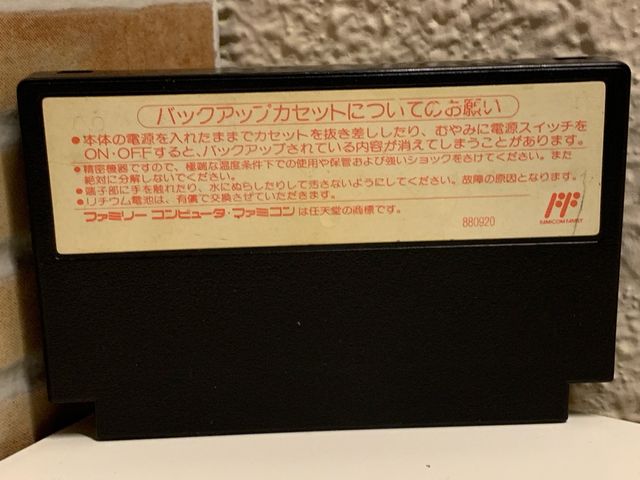 バックアップカセットについてのお願い
●本体の電源を入れたままでカセットを抜き差ししたり、むやみに電源スイッチを
ON・OFFすると、バックアップされている内容が消えてしまうことがあります。
●精密機器ですので、極端な温度条件下での使用や保管および強いショックをさけてください。また
絶対に分解しないでください。
●端子部に手を触れたり、水にぬらしたりして汚さないようにしてください。故障の原因となります。
●リチウム電池は、有償で交換させていただきます。
ファミリーコンピュータ・ファミコンは任天堂の商標です。
880920
FAMICOM FAMILY